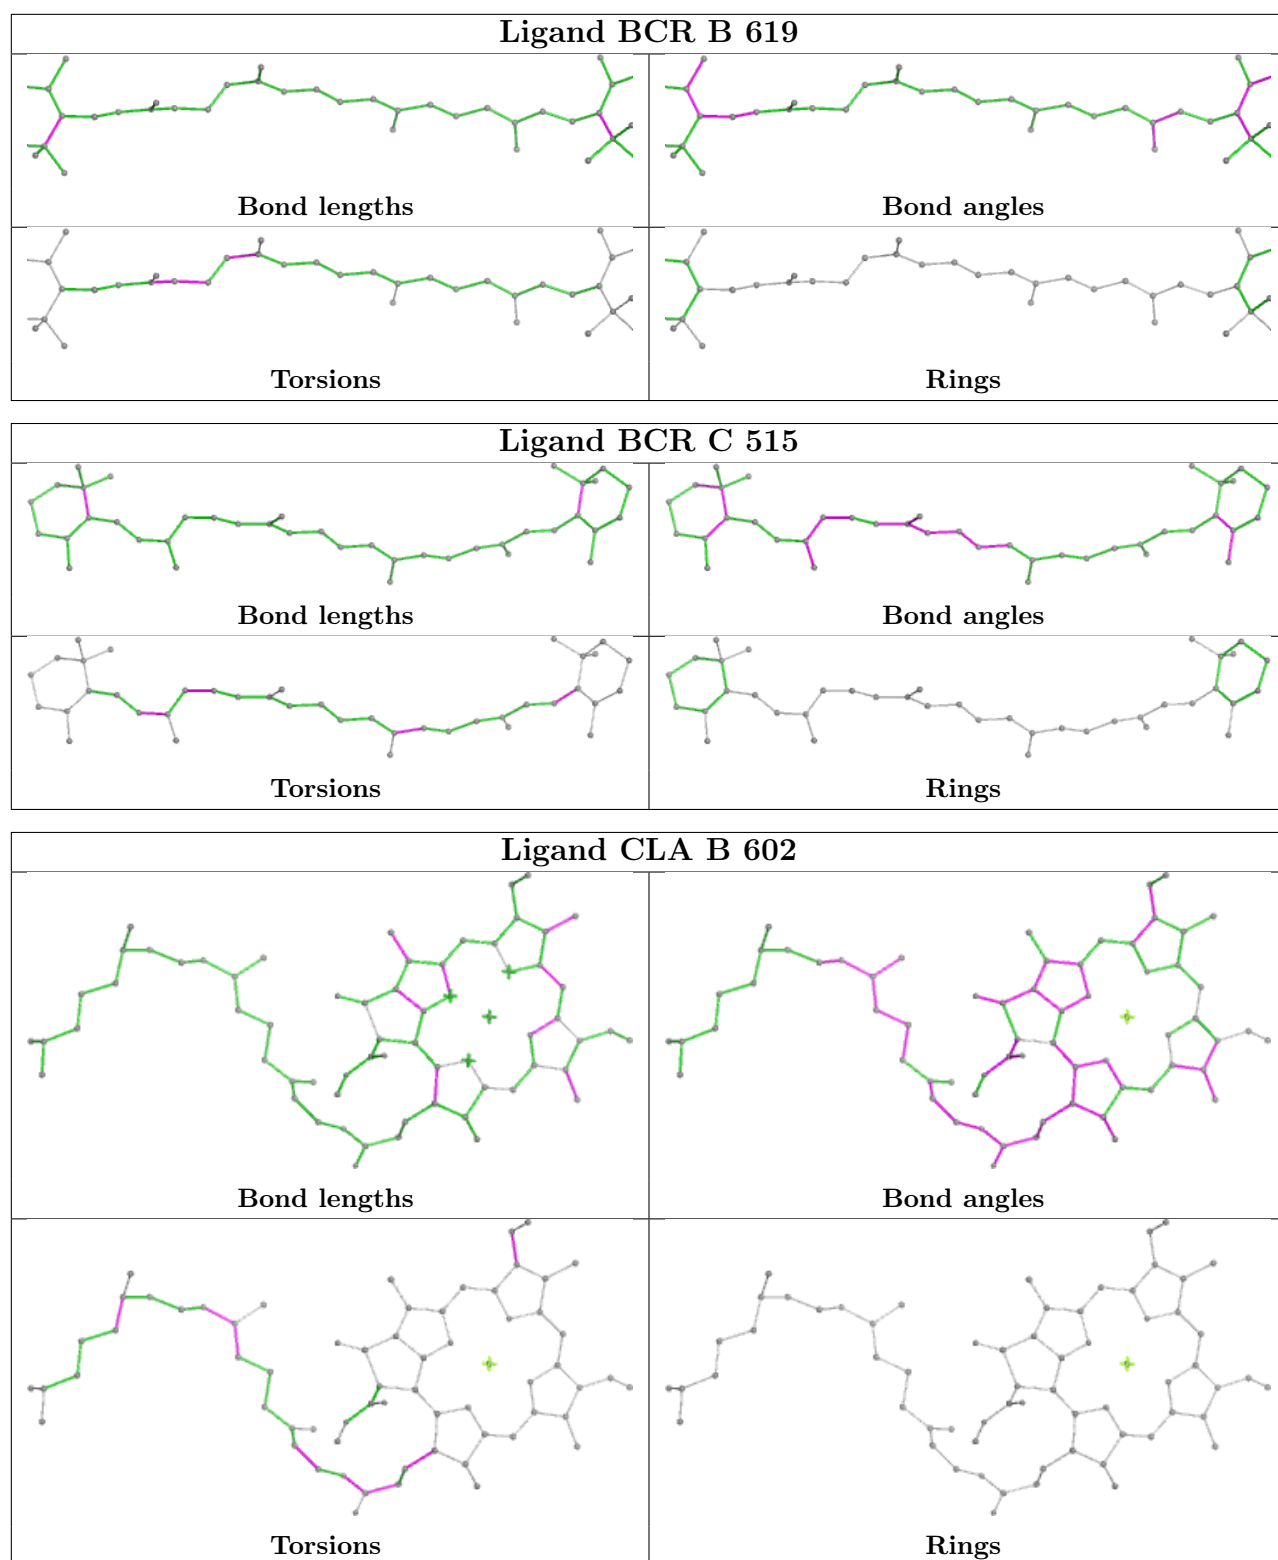 Ligand BCR B 619
Bond lengths
Bond angles
Torsions
Rings
Ligand BCR C 515
Bond lengths
Bond angles
Torsions
Rings
Ligand CLA B 602
Bond lengths
Bond angles
Torsions
Rings